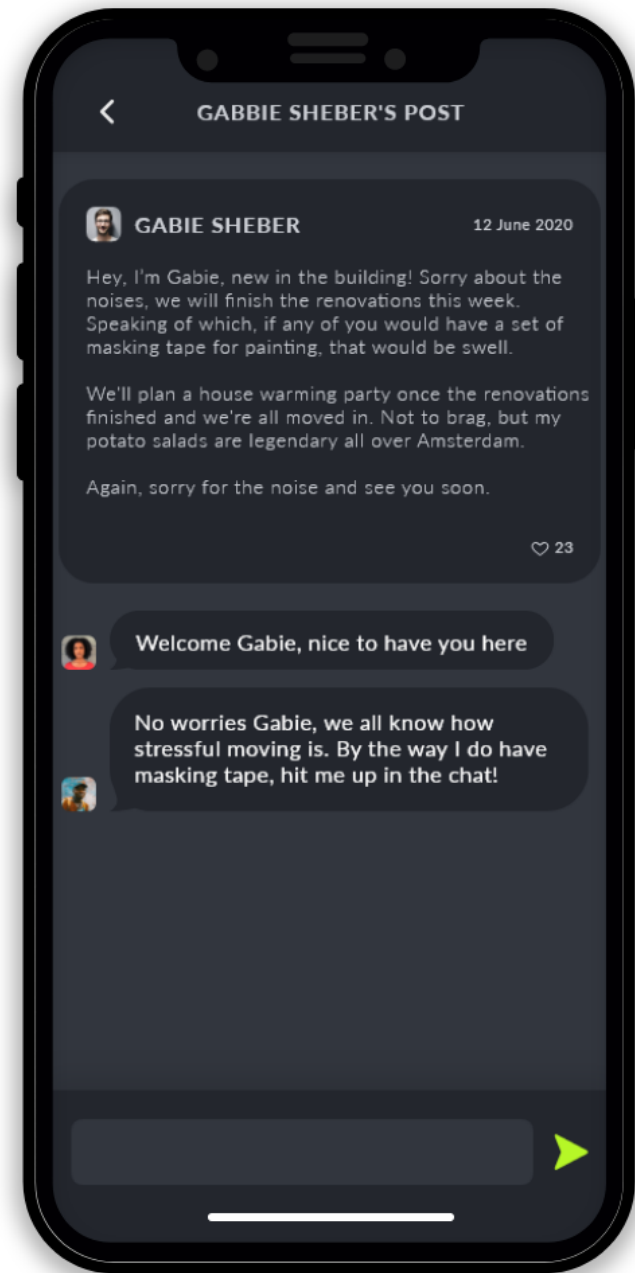 GABBIE SHEBER'S POST
GABIE SHEBER
12 June 2020
Hey, I'm Gabie, new in the building! Sorry about the
noises, we will finish the renovations this week.
Speaking of which, if any of you would have a set of
masking tape for painting, that would be swell.
We'll plan a house warming party once the renovations
finished and we're all moved in. Not to brag, but my
potato salads are legendary all over Amsterdam.
Again, sorry for the noise and see you soon.
23
Welcome Gabie, nice to have you here
No worries Gabie, we all know how
stressful moving is. By the way I do have
masking tape, hit me up in the chat!